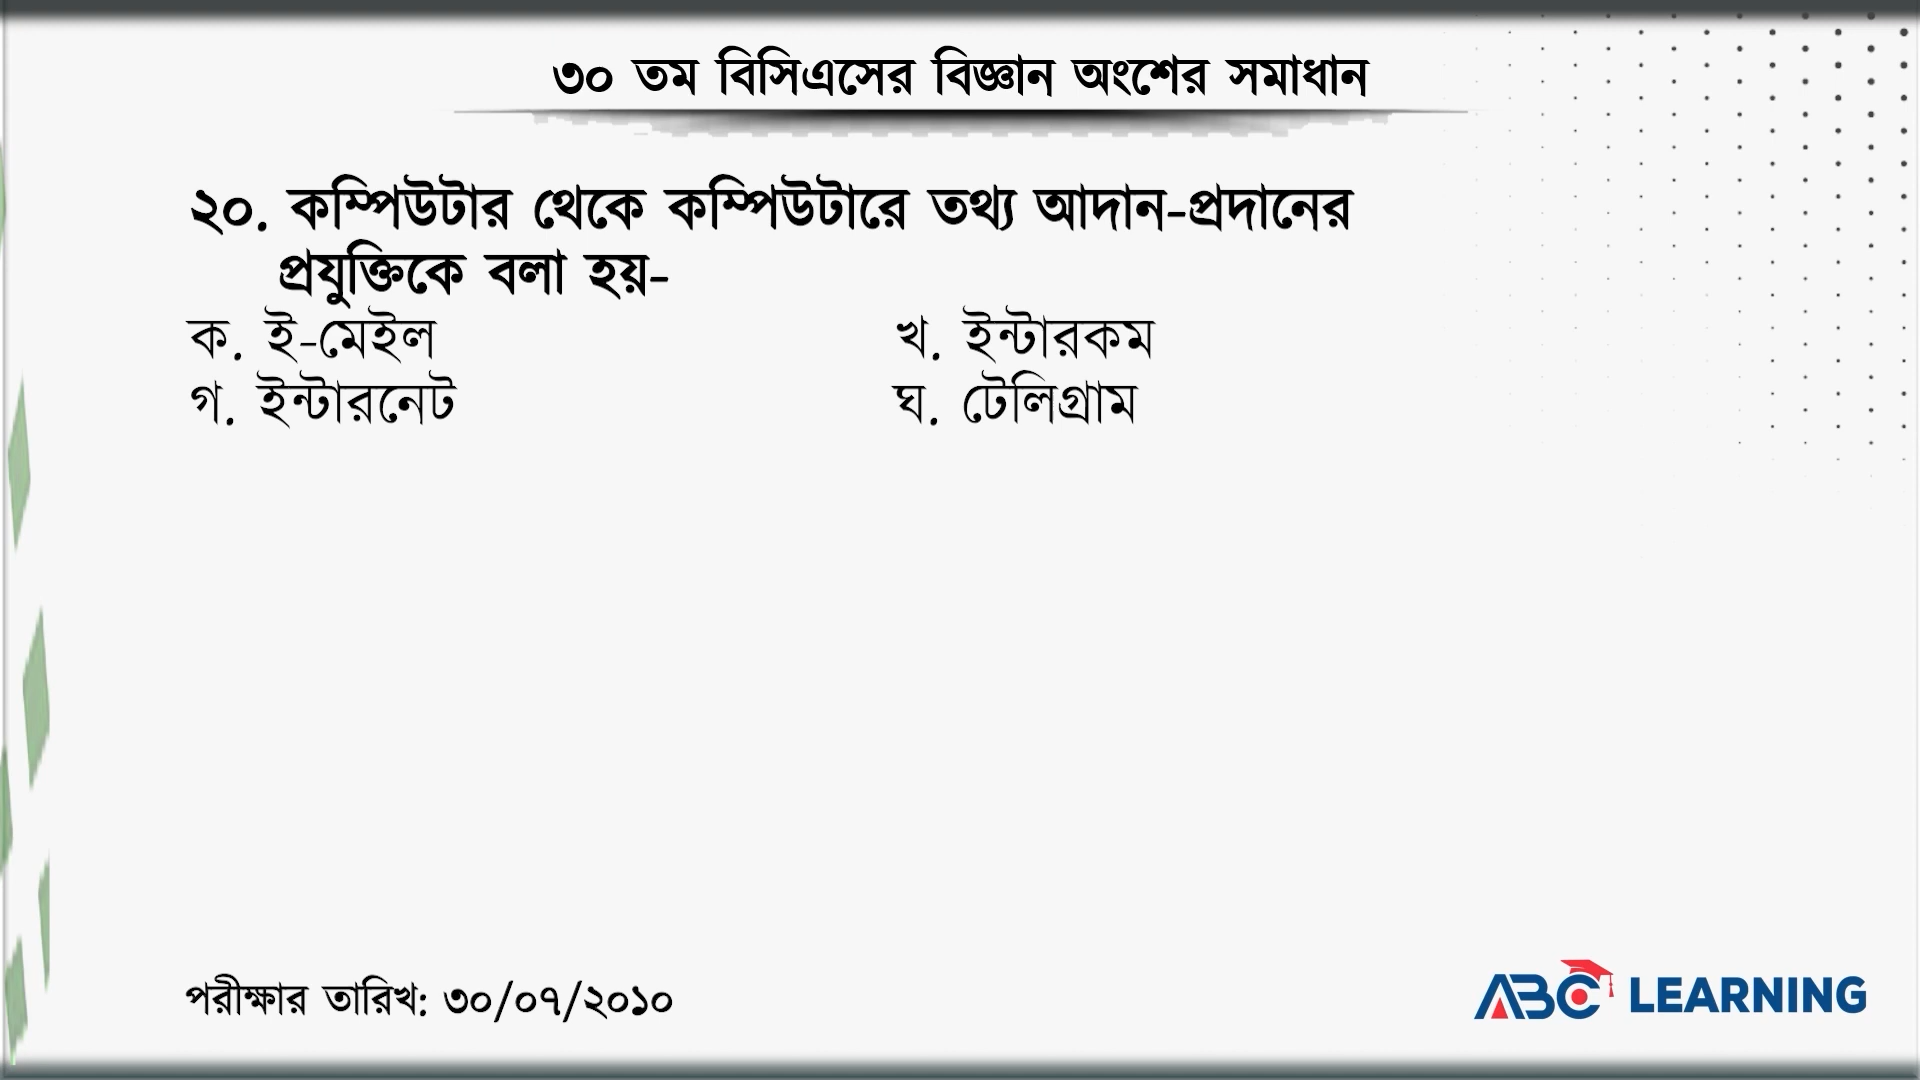 ৩০ তম বিসিএসের বিজ্ঞান অংশের সমাধান
২০. কম্পিউটার থেকে কম্পিউটারে তথ্য আদান-প্রদানের
প্রযুক্তিকে বলা হয়-
ক. ই-মেইল খ. ইন্টারকম
গ. ইন্টারনেট ঘ. টেলিগ্রাম
পরীক্ষার তারিখ: ৩০/০৭/২০১০
ABC LEARNING